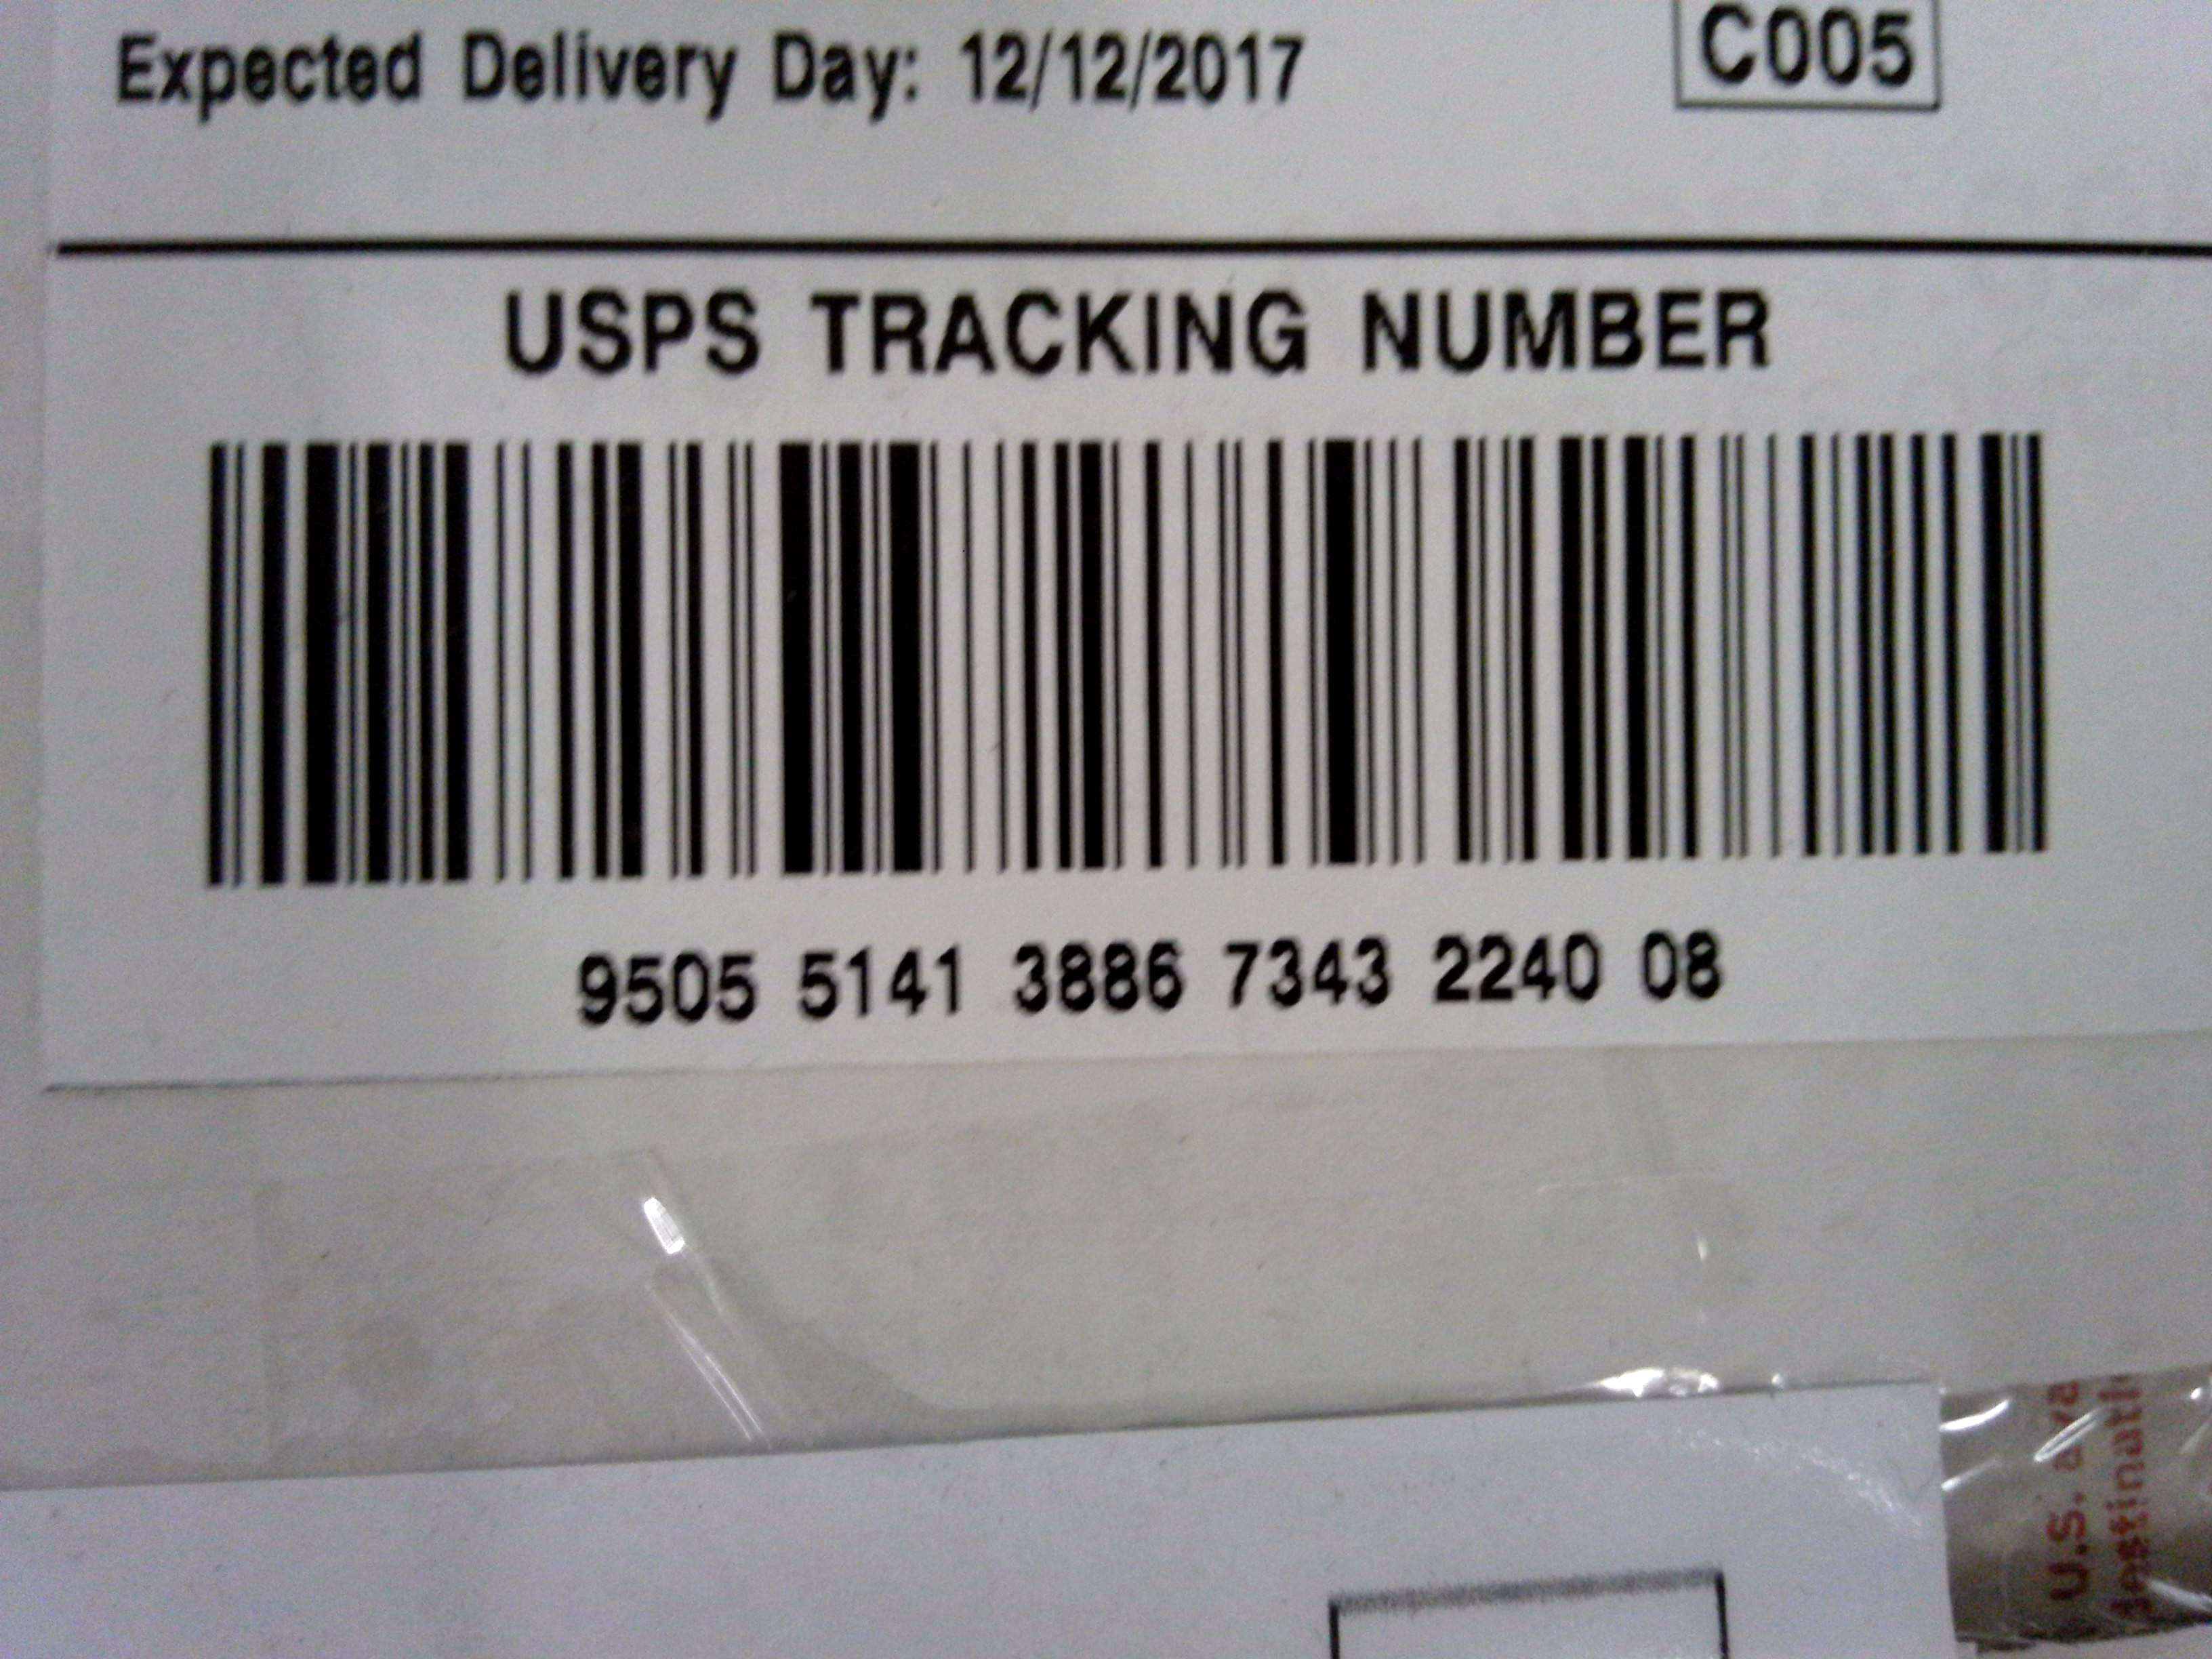 Expected Delivery Day: 12/12/2017
C005
USPS TRACKING NUMBER
9505 5141 3886 7343 2240 08
U.S.